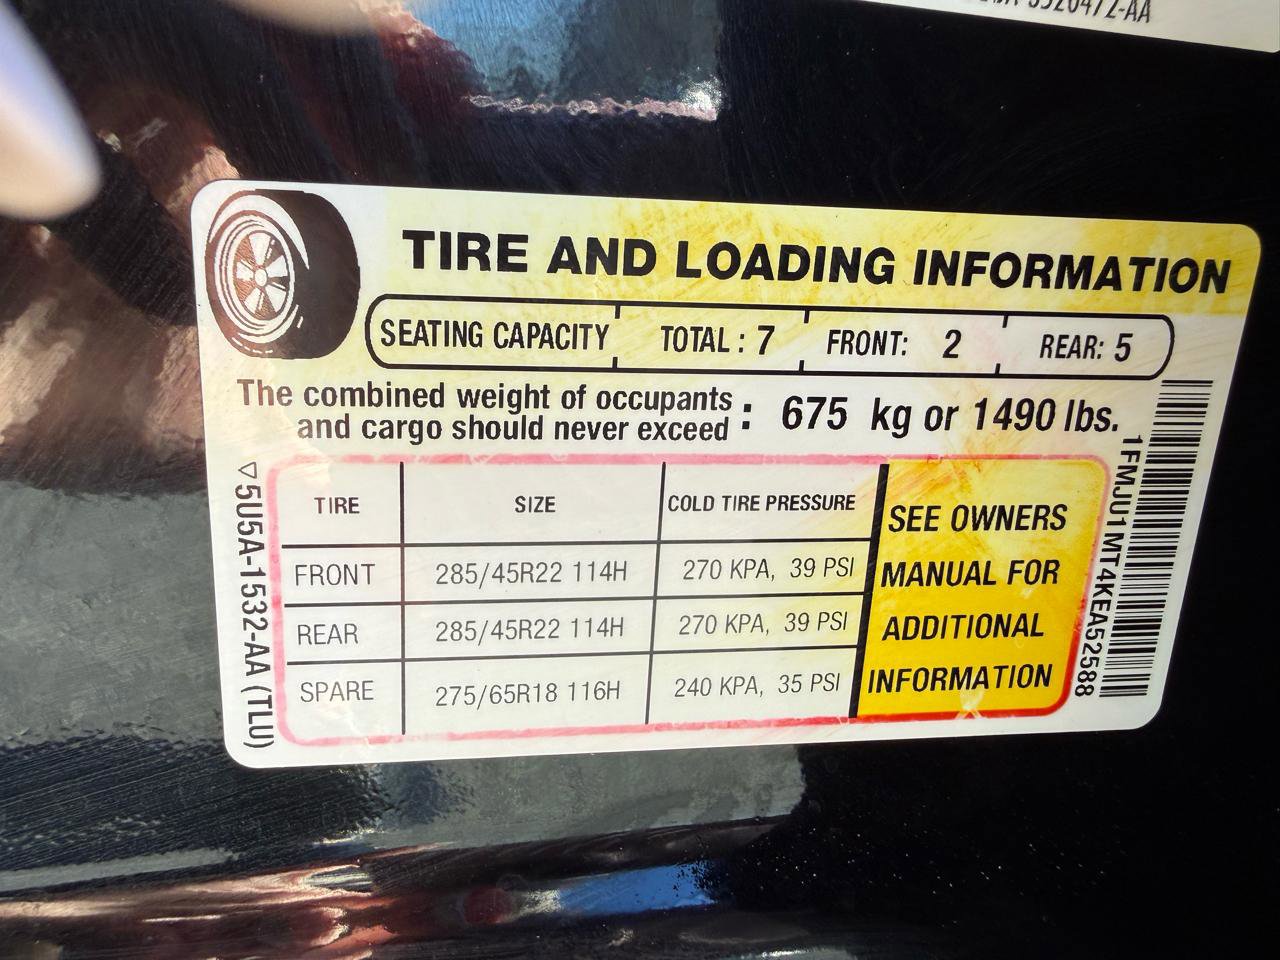 TIRE AND LOADING INFORMATION
SEATING CAPACITY TOTAL : 7 FRONT: 2 REAR: 5
The combined weight of occupants
and cargo should never exceed : 675 kg or 1490 lbs.
TIRE SIZE COLD TIRE PRESSURE
FRONT 285/45R22 114H 270 KPA, 39 PSI
REAR 285/45R22 114H 270 KPA, 39 PSI
SPARE 275/65R18 116H 240 KPA, 35 PSI
SEE OWNERS
MANUAL FOR
ADDITIONAL
INFORMATION
5U5A-1532-AA (TLU)
1FMJU1MT4KEA52588